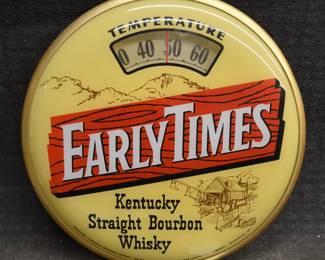 TEMPERATURE
0 40 50 60
EARLY TIMES
Kentucky
Straight Bourbon
Whisky